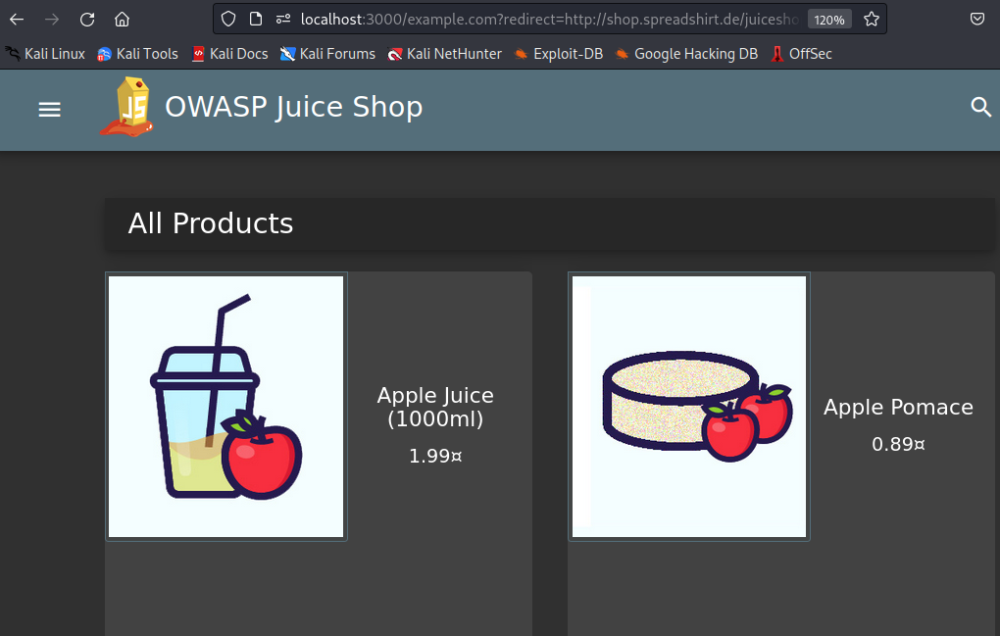 localhost:3000/example.com?redirect=http://shop.spreadshirt.de/juicesho
120%
Kali Linux Kali Tools Kali Docs Kali Forums Kali NetHunter Exploit-DB Google Hacking DB OffSec
JS OWASP Juice Shop
All Products
Apple Juice
(1000ml)
1.99¤
Apple Pomace
0.89¤